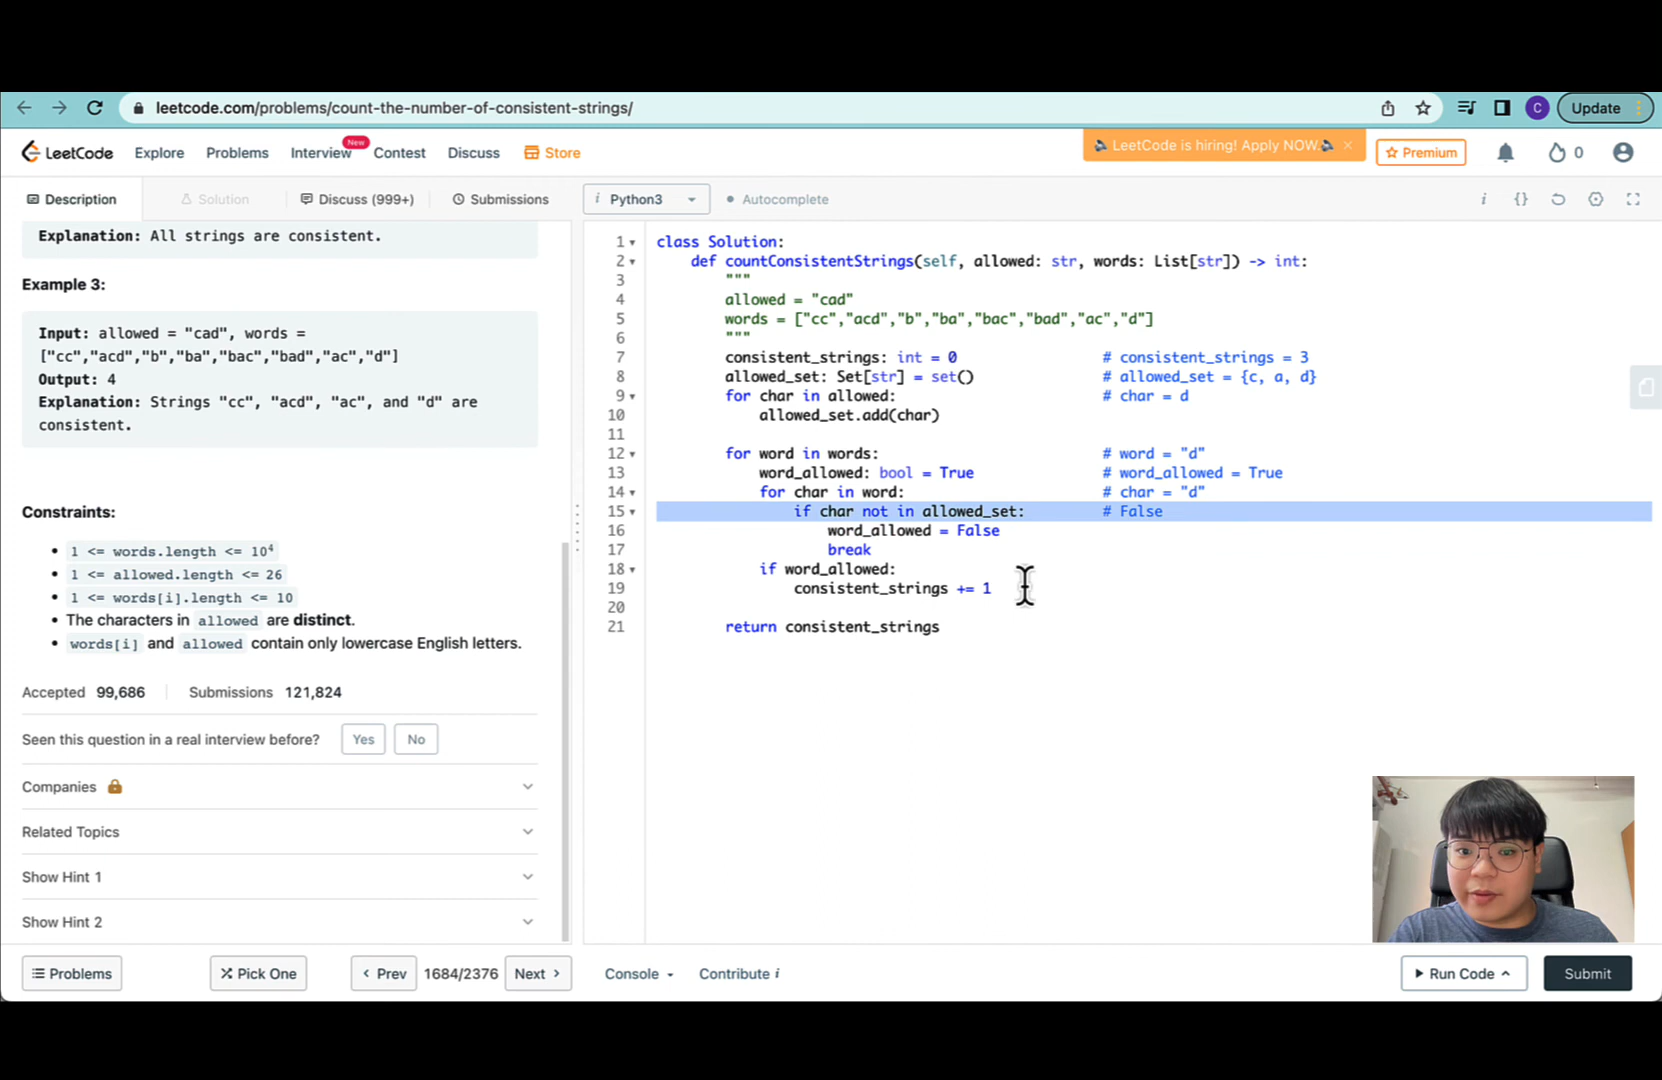 leetcode.com/problems/count-the-number-of-consistent-strings/
C
Update
LeetCode
Explore
Problems
Interview
New
Contest
Discuss
Store
LeetCode is hiring! Apply NOW.
×
Premium
0
Description
Solution
Discuss (999+)
Submissions
i Python3
Autocomplete
i
{}
Explanation: All strings are consistent.
Example 3:
Input: allowed = "cad", words =
["cc","acd","b","ba","bac","bad","ac","d"]
Output: 4
Explanation: Strings "cc", "acd", "ac", and "d" are
consistent.
Constraints:
• 1 <= words.length <= 10⁴
• 1 <= allowed.length <= 26
• 1 <= words[i].length <= 10
• The characters in allowed are distinct.
• words[i] and allowed contain only lowercase English letters.
Accepted 99,686
Submissions 121,824
Seen this question in a real interview before?
Yes
No
Companies
Related Topics
Show Hint 1
Show Hint 2
1 class Solution:
2 def countConsistentStrings(self, allowed: str, words: List[str]) -> int:
3 """
4 allowed = "cad"
5 words = ["cc","acd","b","ba","bac","bad","ac","d"]
6 """
7 consistent_strings: int = 0 # consistent_strings = 3
8 allowed_set: Set[str] = set() # allowed_set = {c, a, d}
9 for char in allowed: # char = d
10 allowed_set.add(char)
11
12 for word in words: # word = "d"
13 word_allowed: bool = True # word_allowed = True
14 for char in word: # char = "d"
15 if char not in allowed_set: # False
16 word_allowed = False
17 break
18 if word_allowed:
19 consistent_strings += 1
20
21 return consistent_strings
Problems
Pick One
< Prev
1684/2376
Next >
Console
Contribute i
Run Code
Submit